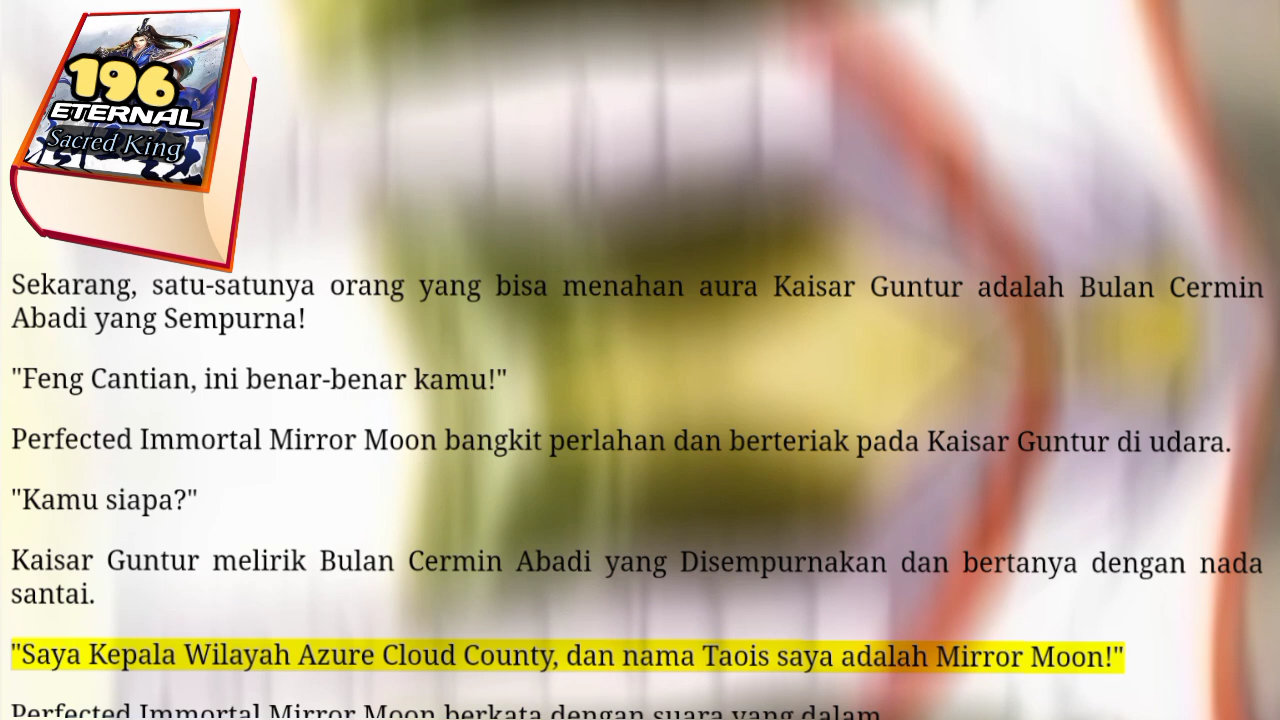 196
ETERNAL
Sacred King
Sekarang, satu-satunya orang yang bisa menahan aura Kaisar Guntur adalah Bulan Cermin
Abadi yang Sempurna!
"Feng Cantian, ini benar-benar kamu!"
Perfected Immortal Mirror Moon bangkit perlahan dan berteriak pada Kaisar Guntur di udara.
"Kamu siapa?"
Kaisar Guntur melirik Bulan Cermin Abadi yang Disempurnakan dan bertanya dengan nada
santai.
"Saya Kepala Wilayah Azure Cloud County, dan nama Taois saya adalah Mirror Moon!"
Perfected Immortal Mirror Moon berkata dengan suara yang dalam.